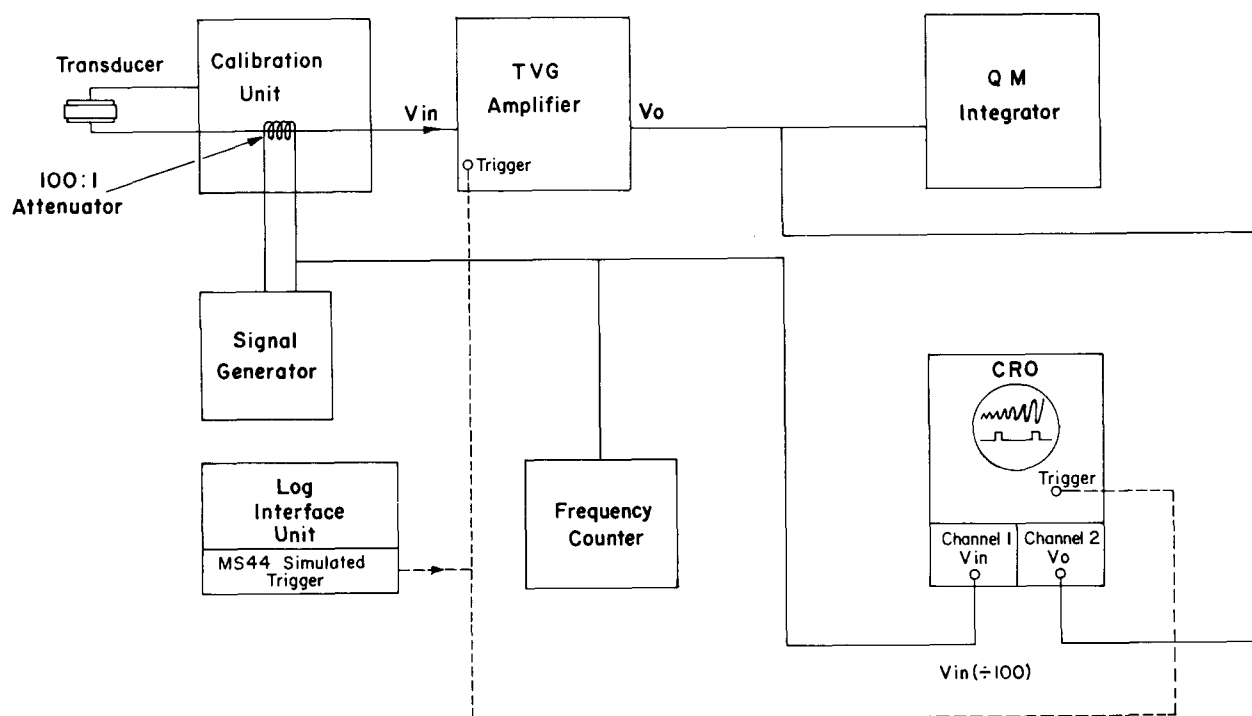 Transducer
Calibration
Unit
100:1
Attenuator
Vin
TVG
Amplifier
Trigger
Vo
QM
Integrator
Signal
Generator
Log
Interface
Unit
MS44 Simulated
Trigger
Frequency
Counter
CRO
Trigger
Channel 1
Vin
Channel 2
Vo
Vin (÷100)